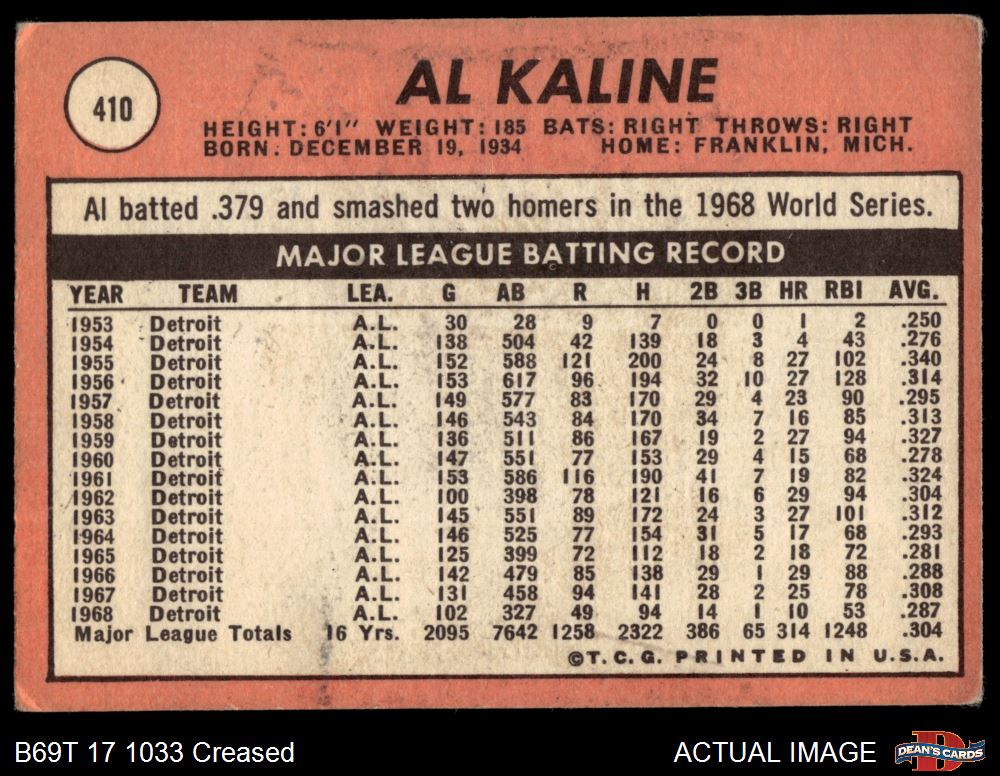 410
AL KALINE
HEIGHT: 6'1" WEIGHT: 185 BATS: RIGHT THROWS: RIGHT
BORN: DECEMBER 19, 1934 HOME: FRANKLIN, MICH.
Al batted .379 and smashed two homers in the 1968 World Series.
MAJOR LEAGUE BATTING RECORD
YEAR TEAM LEA. G AB R H 2B 3B HR RBI AVG.
1953 Detroit A.L. 30 28 9 7 0 0 1 2 .250
1954 Detroit A.L. 138 504 42 139 18 3 4 43 .276
1955 Detroit A.L. 152 588 121 200 24 8 27 102 .340
1956 Detroit A.L. 153 617 96 194 32 10 27 128 .314
1957 Detroit A.L. 149 577 83 170 29 4 23 90 .295
1958 Detroit A.L. 146 543 84 170 34 7 16 85 .313
1959 Detroit A.L. 136 511 86 167 19 2 27 94 .327
1960 Detroit A.L. 147 551 77 153 29 4 15 68 .278
1961 Detroit A.L. 153 586 116 190 41 7 19 82 .324
1962 Detroit A.L. 100 398 78 121 16 6 29 94 .304
1963 Detroit A.L. 145 551 89 172 24 3 27 101 .312
1964 Detroit A.L. 146 525 77 154 31 5 17 68 .293
1965 Detroit A.L. 125 399 72 112 18 2 18 72 .281
1966 Detroit A.L. 142 479 85 138 29 1 29 88 .288
1967 Detroit A.L. 131 458 94 141 28 2 25 78 .308
1968 Detroit A.L. 102 327 49 94 14 1 10 53 .287
Major League Totals 16 Yrs. 2095 7642 1258 2322 386 65 314 1248 .304
©T.C.G. PRINTED IN U.S.A.
B69T 17 1033 Creased ACTUAL IMAGE D DEAN'S CARDS